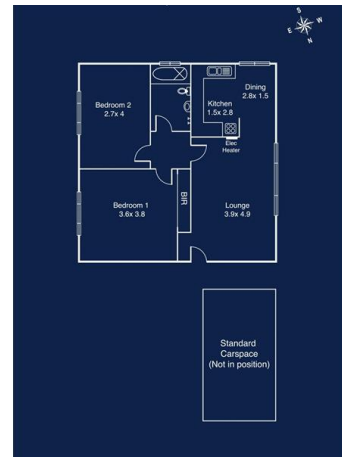 S
W
E
N
Dining
2.8x 1.5
Bedroom 2
2.7x 4
Kitchen
1.5x 2.8
Elec
Heater
Bedroom 1
3.6x 3.8
BIR
Lounge
3.9x 4.9
Standard
Carspace
(Not in position)